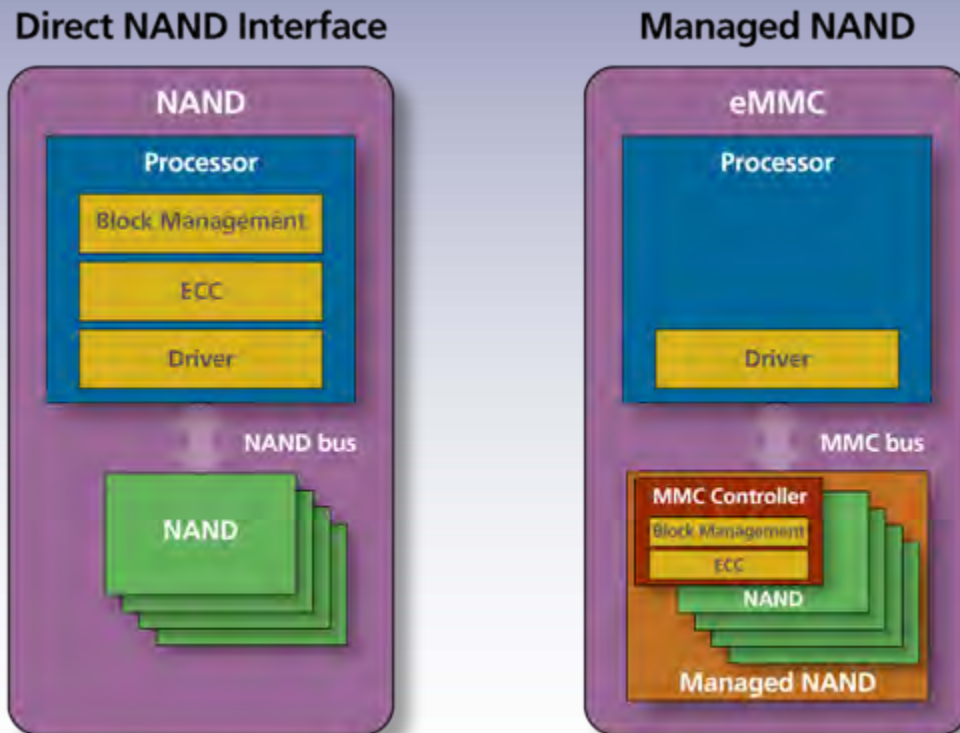 Direct NAND Interface
NAND
Processor
Block Management
ECC
Driver
NAND bus
NAND
Managed NAND
eMMC
Processor
Driver
MMC bus
MMC Controller
Block Management
ECC
NAND
Managed NAND